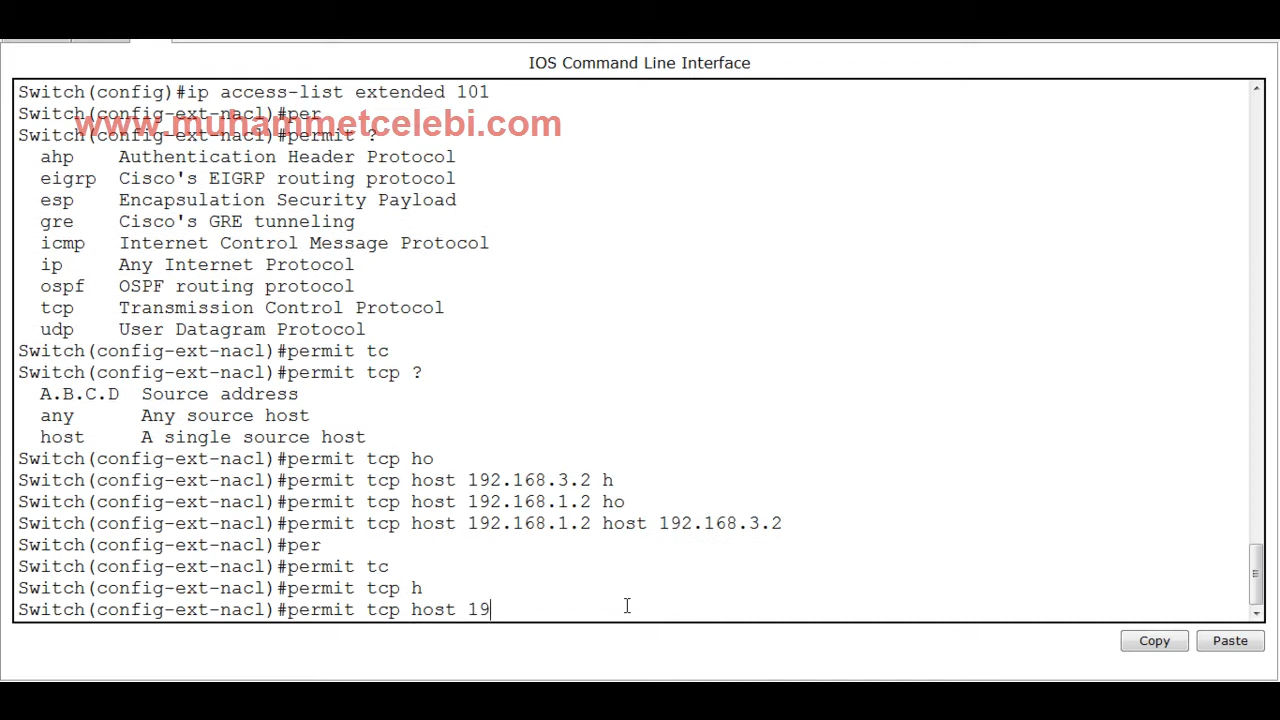 IOS Command Line Interface
Switch(config)#ip access-list extended 101
Switch(config-ext-nacl)#per
www.muhammetcelebi.com
Switch(config-ext-nacl)#permit ?
ahp Authentication Header Protocol
eigrp Cisco's EIGRP routing protocol
esp Encapsulation Security Payload
gre Cisco's GRE tunneling
icmp Internet Control Message Protocol
ip Any Internet Protocol
ospf OSPF routing protocol
tcp Transmission Control Protocol
udp User Datagram Protocol
Switch(config-ext-nacl)#permit tc
Switch(config-ext-nacl)#permit tcp ?
A.B.C.D Source address
any Any source host
host A single source host
Switch(config-ext-nacl)#permit tcp ho
Switch(config-ext-nacl)#permit tcp host 192.168.3.2 h
Switch(config-ext-nacl)#permit tcp host 192.168.1.2 ho
Switch(config-ext-nacl)#permit tcp host 192.168.1.2 host 192.168.3.2
Switch(config-ext-nacl)#per
Switch(config-ext-nacl)#permit tc
Switch(config-ext-nacl)#permit tcp h
Switch(config-ext-nacl)#permit tcp host 19
Copy Paste